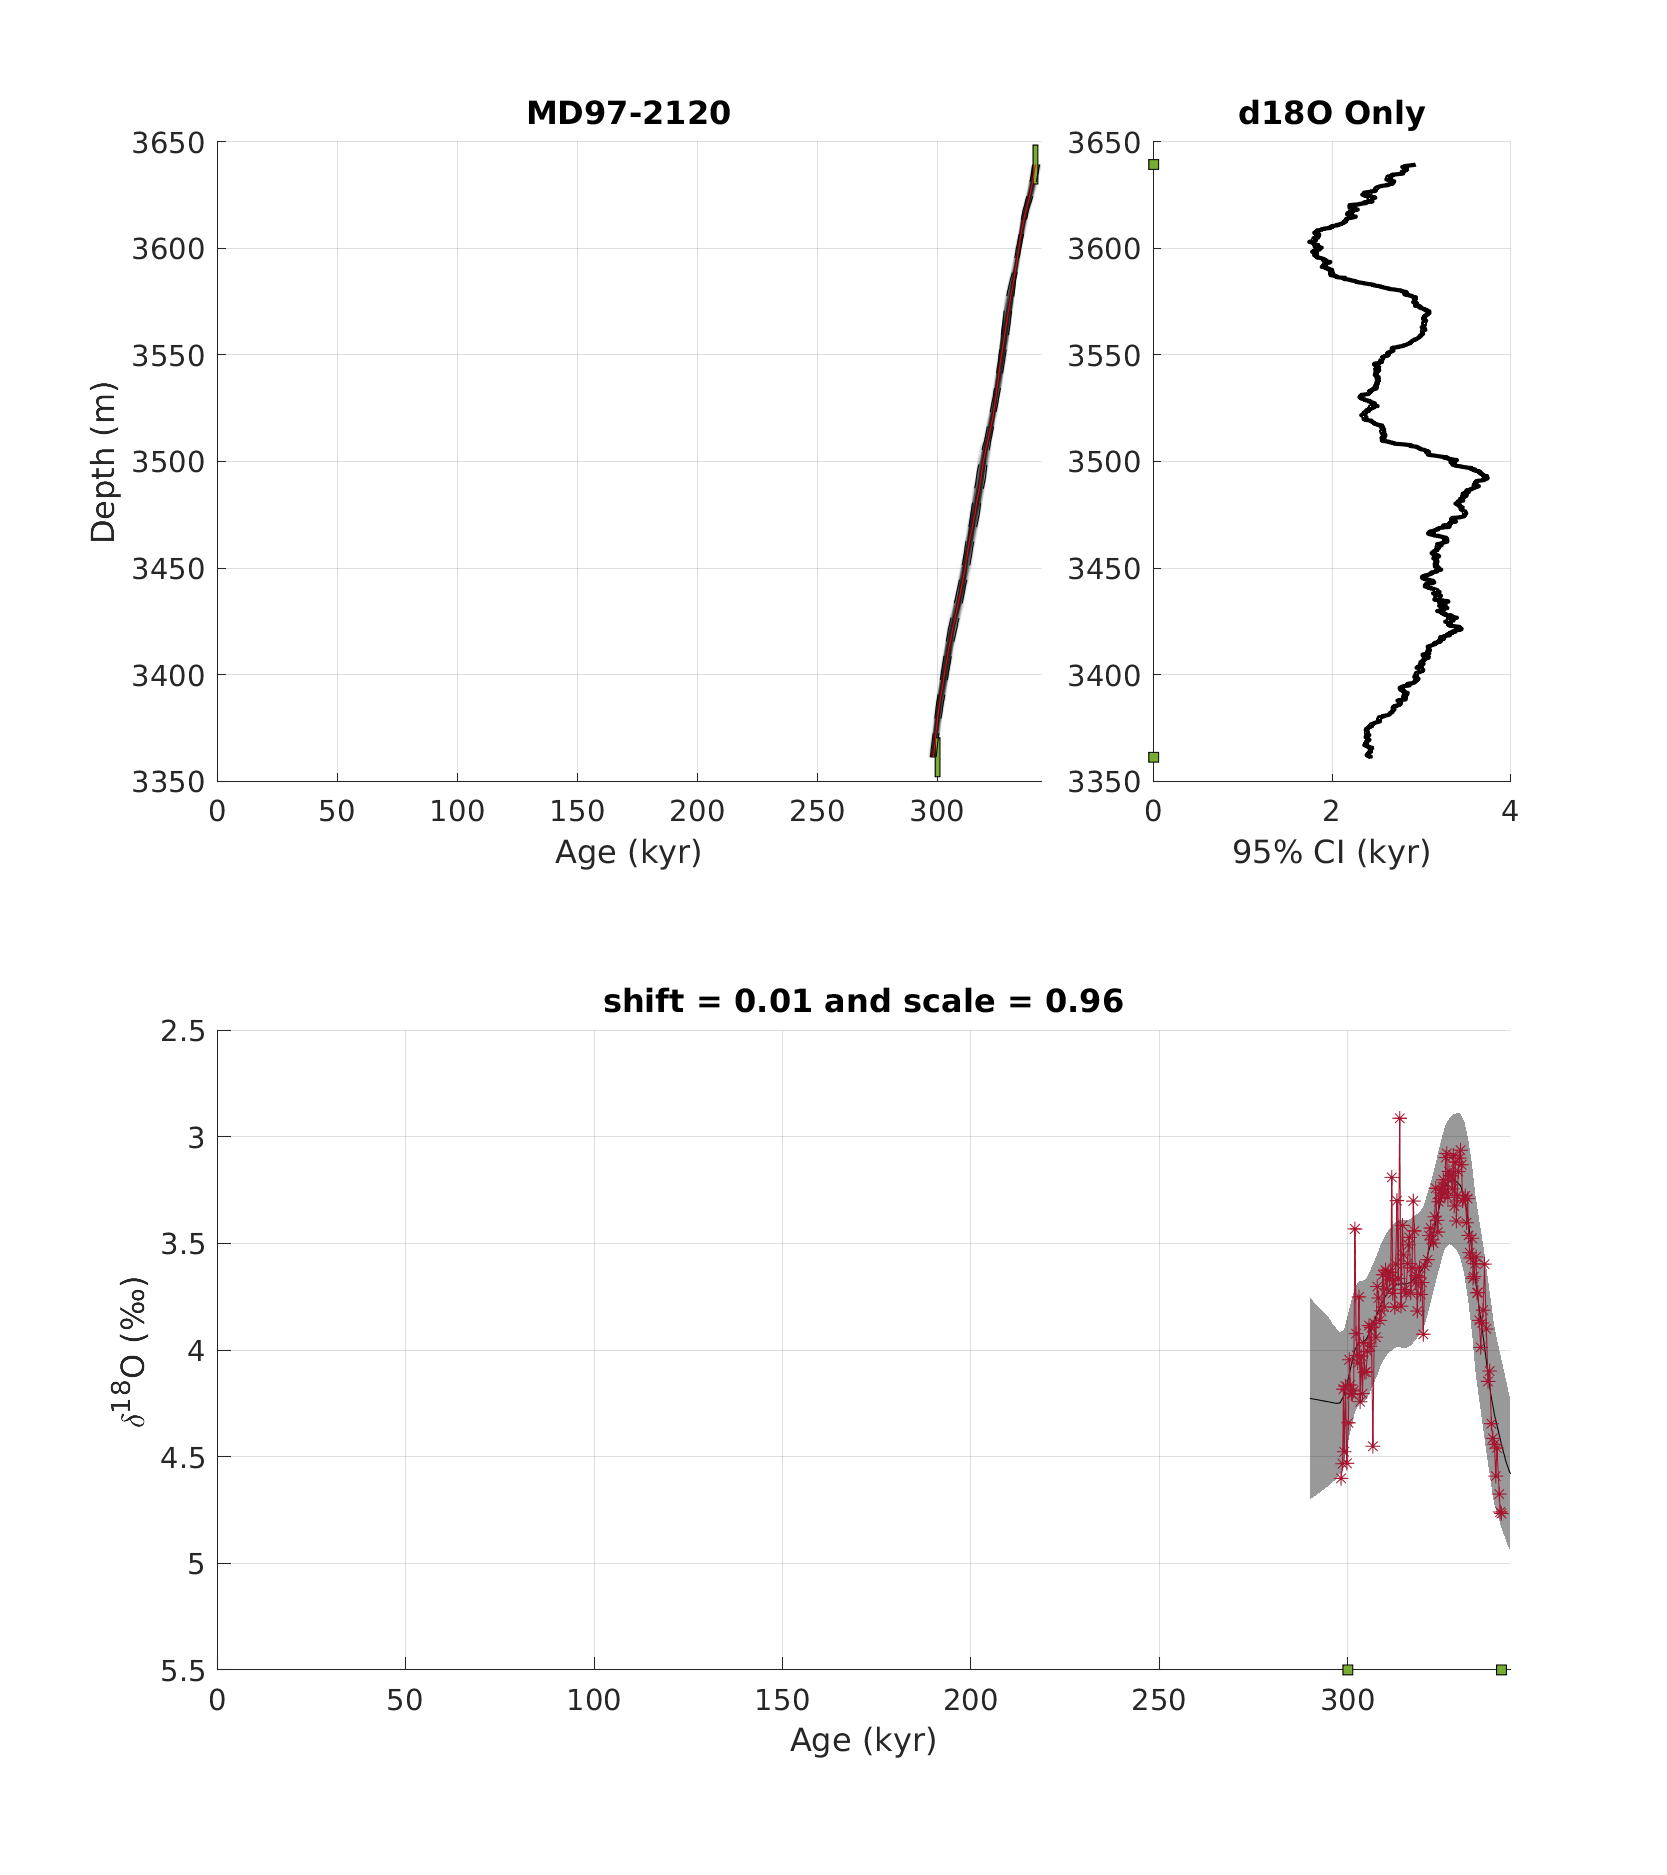 MD97-2120
3650
3600
3550
3500
3450
3400
3350
Depth (m)
0 50 100 150 200 250 300
Age (kyr)
d18O Only
3650
3600
3550
3500
3450
3400
3350
0 2 4
95% CI (kyr)
shift = 0.01 and scale = 0.96
2.5
3
3.5
4
4.5
5
5.5
δ18O (‰)
0 50 100 150 200 250 300
Age (kyr)